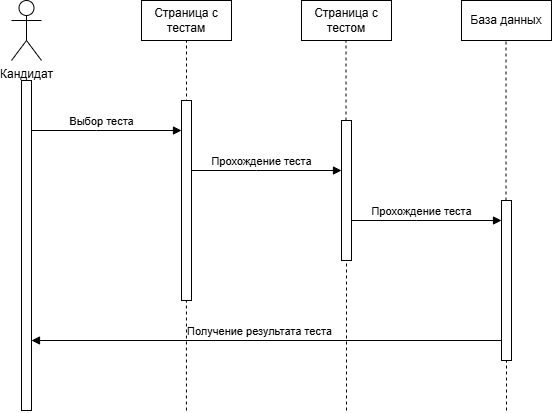 Страница с
тестам
Страница с
тестом
База данных
Кандидат
Выбор теста
Прохождение теста
Прохождение теста
Получение результата теста